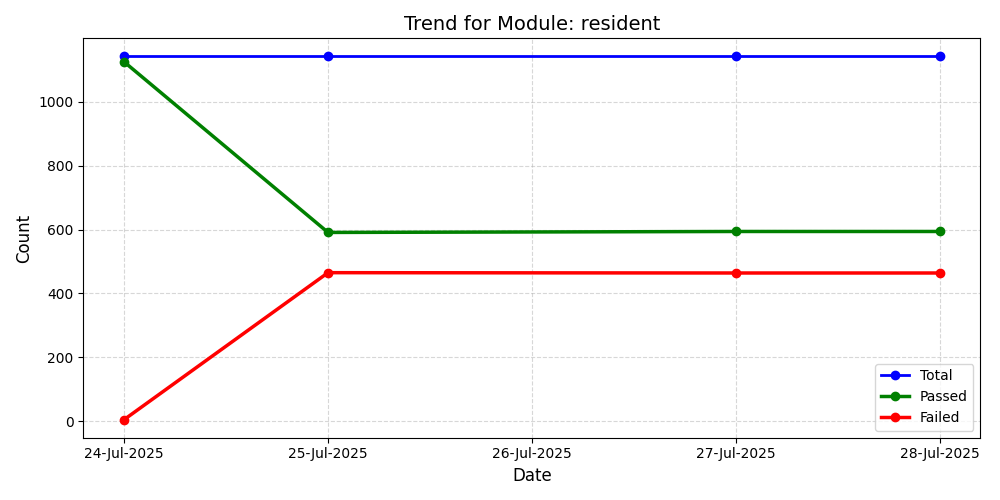 Trend for Module: resident
Count
1000
800
600
400
200
0
24-Jul-2025
25-Jul-2025
26-Jul-2025
27-Jul-2025
28-Jul-2025
Date
Total
Passed
Failed